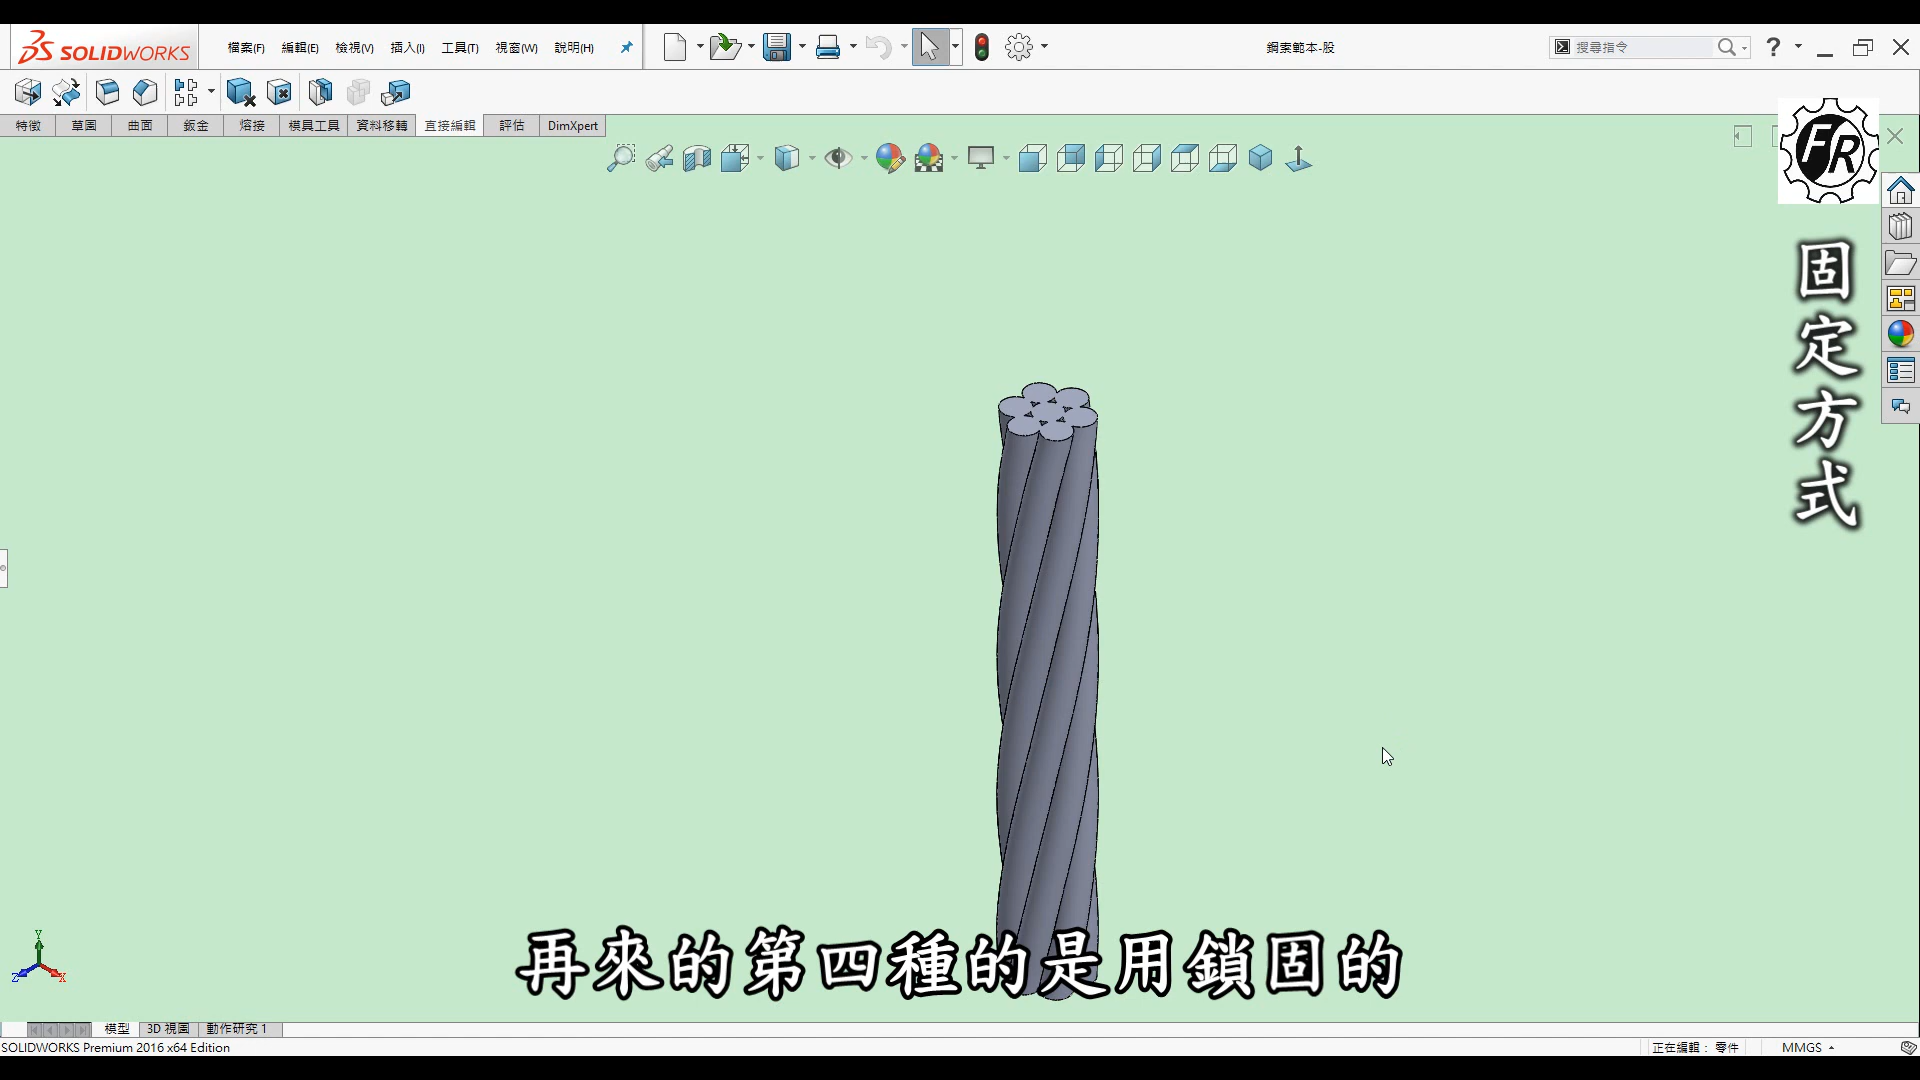 SOLIDWORKS
檔案(F) 編輯(E) 檢視(V) 插入(I) 工具(T) 視窗(W) 說明(H)
鋼索範本-股
搜尋指令
特徵 草圖 曲面 鈑金 熔接 模具工具 資料移轉 直接編輯 評估 DimXpert
FR
固定方式
再來的第四種的是用鎖固的
Y
Z X
模型 3D 視圖 動作研究 1
SOLIDWORKS Premium 2016 x64 Edition
正在編輯： 零件
MMGS